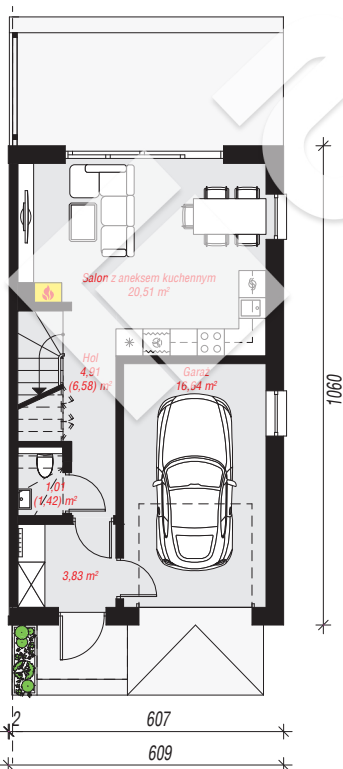 Salon z aneksem kuchennym
20,51 m²
Hol
4,91
(6,58) m²
Garaż
16,64 m²
1,01
(1,42) m²
3,83 m²
1060
2
607
609